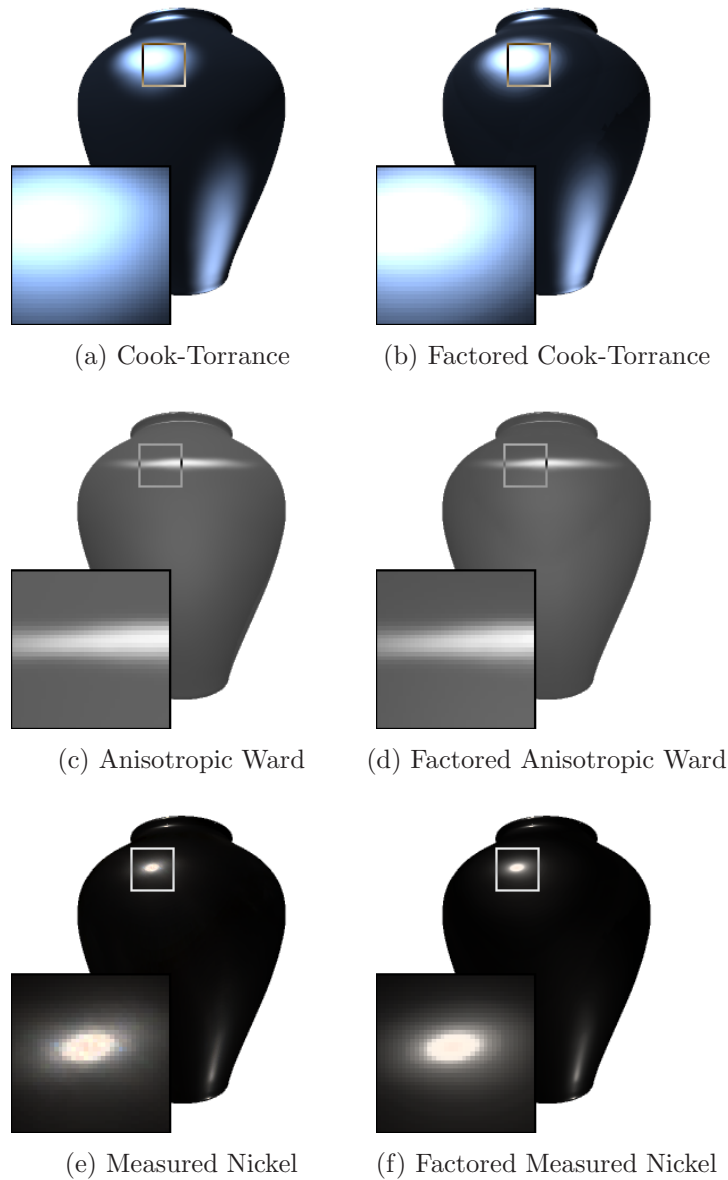 (a) Cook-Torrance
(b) Factored Cook-Torrance
(c) Anisotropic Ward
(d) Factored Anisotropic Ward
(e) Measured Nickel
(f) Factored Measured Nickel